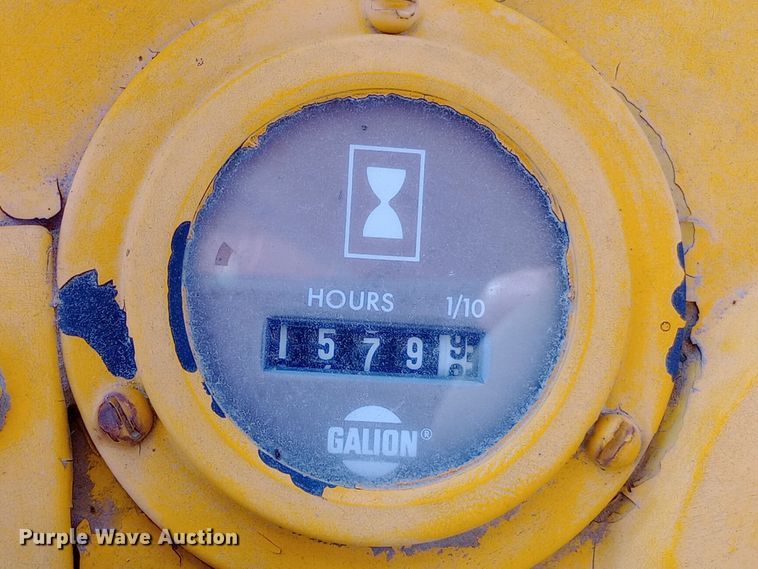 HOURS 1/10
1579
GALION®
Purple Wave Auction